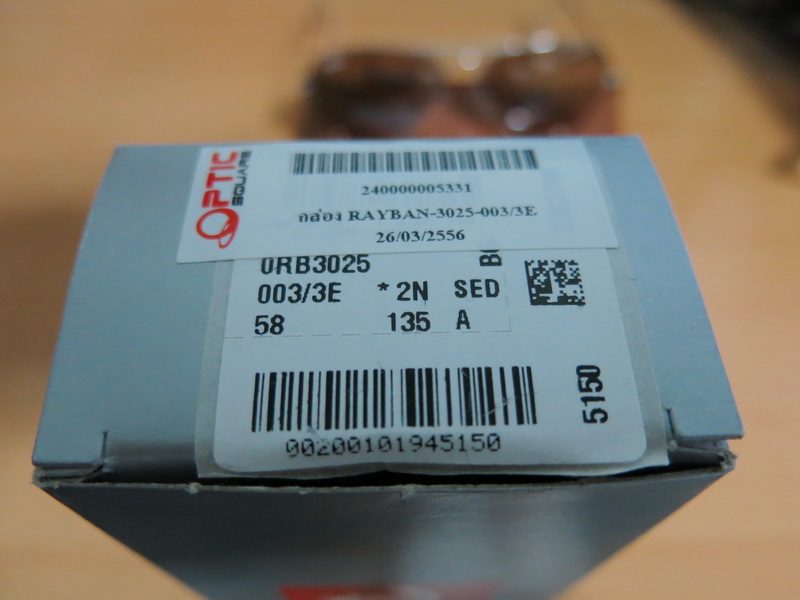 OPTIC
SQUARE
240000005331
กล่อง RAYBAN-3025-003/3E
26/03/2556
0RB3025
003/3E * 2N SED
58 135 A
5150
00200101945150